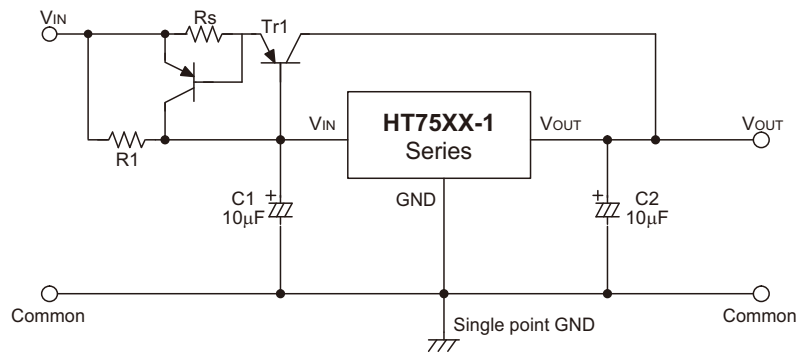 VIN
Rs
Tr1
R1
VIN
HT75XX-1
Series
VOUT
VOUT
GND
C1
10μF
C2
10μF
Common
Single point GND
Common